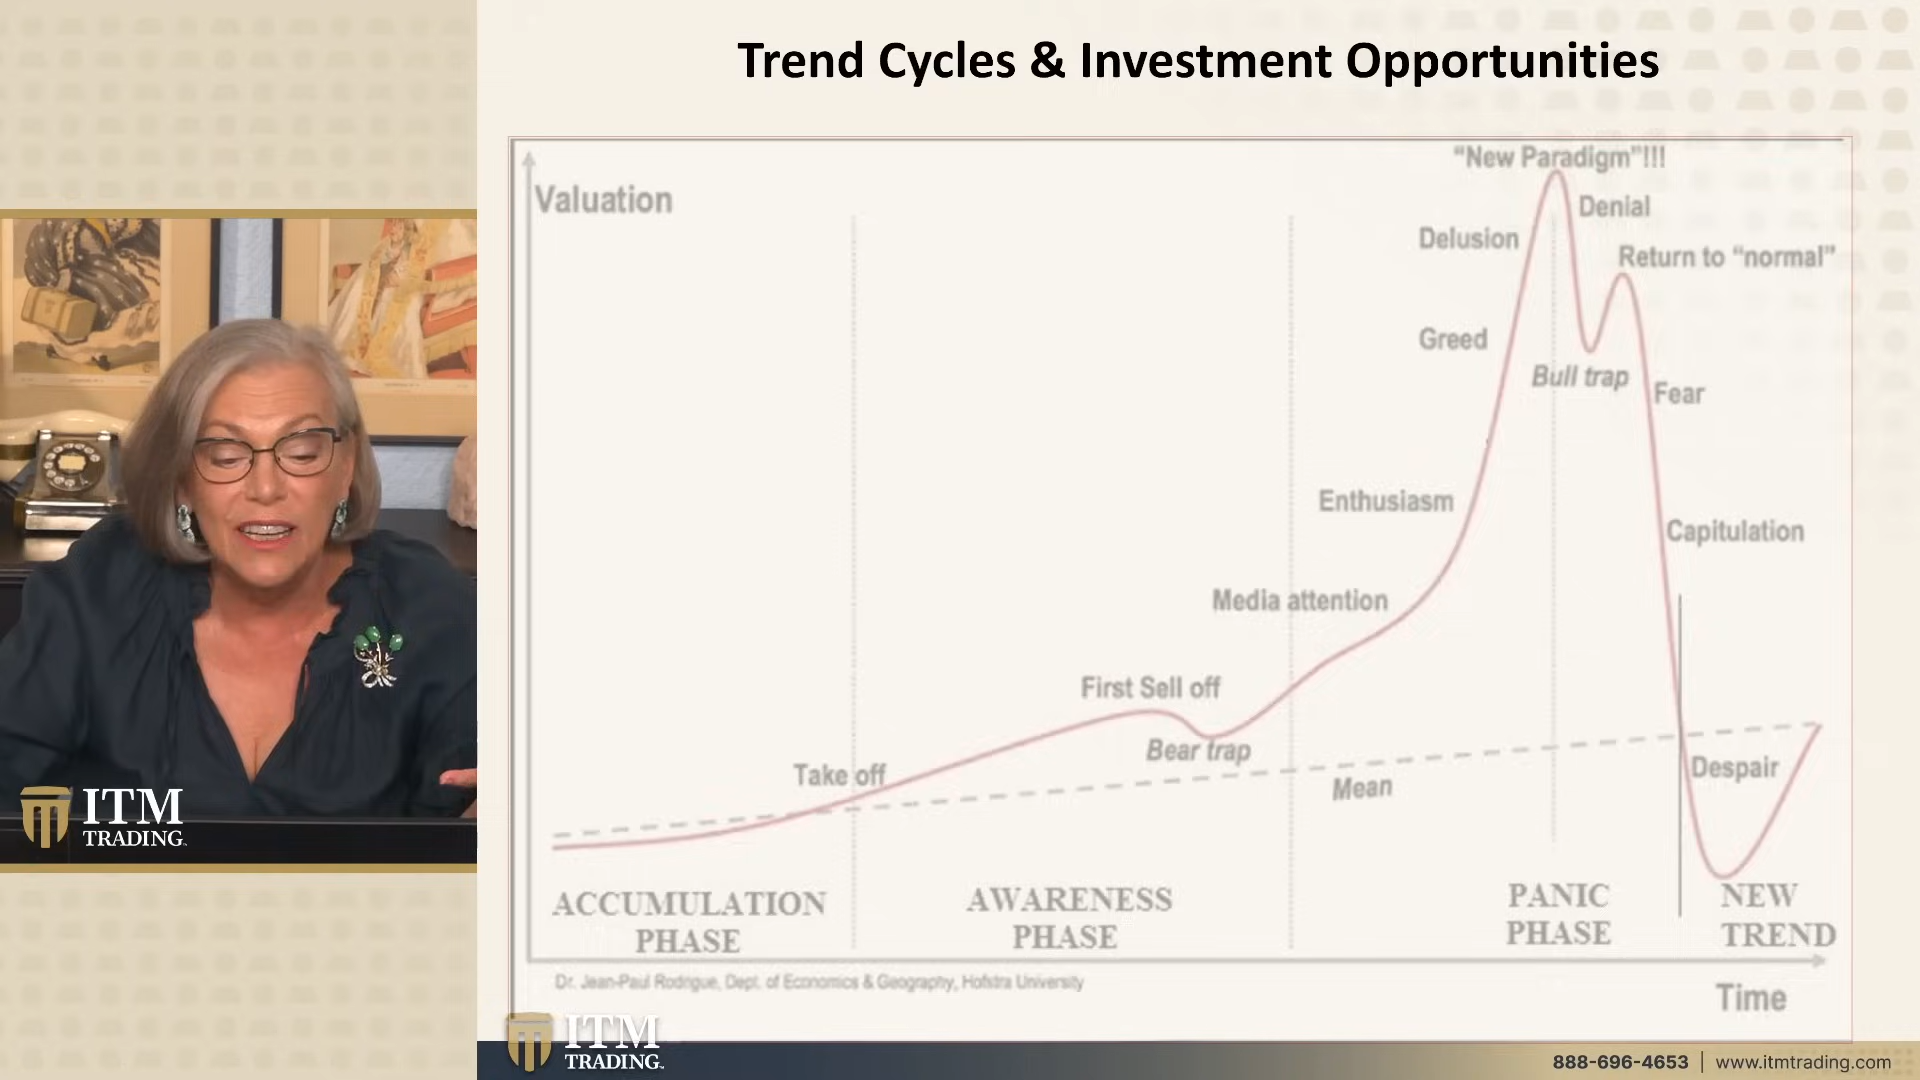 Trend Cycles & Investment Opportunities
"New Paradigm"!!!
Valuation
Denial
Delusion
Return to "normal"
Greed
Bull trap
Fear
Enthusiasm
Capitulation
Media attention
First Sell off
Bear trap
Take off
Mean
Despair
ACCUMULATION
PHASE
AWARENESS
PHASE
PANIC
PHASE
NEW
TREND
Dr. Jean-Paul Rodrigue, Dept. of Economics & Geography, Hofstra University
Time
ITM
TRADING
ITM
TRADING
888-696-4653 | www.itmtrading.com